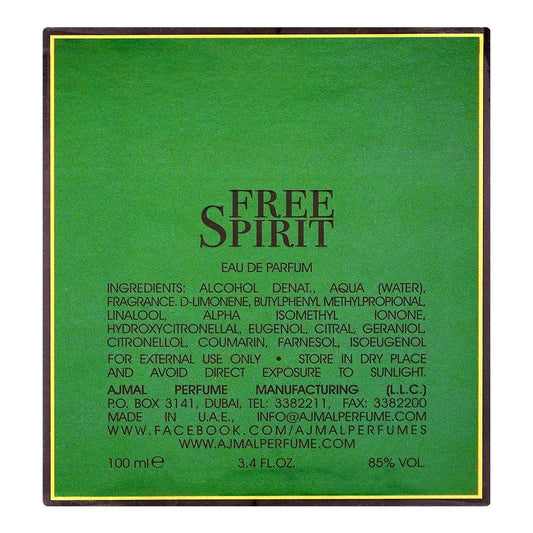 FREE
SPIRIT
EAU DE PARFUM
INGREDIENTS: ALCOHOL DENAT., AQUA (WATER),
FRAGRANCE. D-LIMONENE, BUTYLPHENYL METHYLPROPIONAL,
LINALOOL, ALPHA ISOMETHYL IONONE,
HYDROXYCITRONELLAL, EUGENOL, CITRAL, GERANIOL,
CITRONELLOL, COUMARIN, FARNESOL, ISOEUGENOL
FOR EXTERNAL USE ONLY • STORE IN DRY PLACE
AND AVOID DIRECT EXPOSURE TO SUNLIGHT.
AJMAL PERFUME MANUFACTURING (L.L.C.)
P.O. BOX 3141, DUBAI, TEL: 3382211, FAX: 3382200
MADE IN U.A.E., INFO@AJMALPERFUME.COM
WWW.FACEBOOK.COM/AJMALPERFUMES
WWW.AJMALPERFUME.COM
100 ml ℮ 3.4 FL.OZ. 85% VOL.